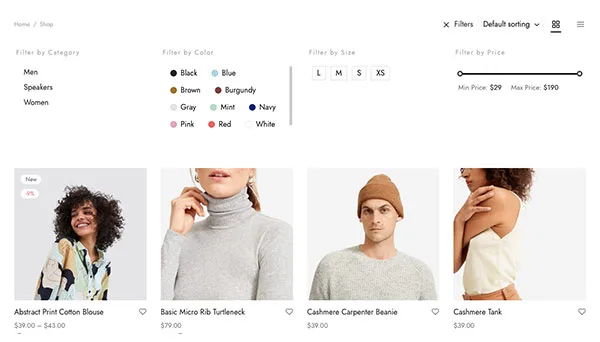 Home / Shop
× Filters Default sorting
Filter by Category
Men
Speakers
Women
Filter by Color
Black Blue
Brown Burgundy
Gray Mint Navy
Pink Red White
Filter by Size
L M S XS
Filter by Price
Min Price: $29 Max Price: $190
New
-9%
Abstract Print Cotton Blouse
$39.00 – $43.00
Basic Micro Rib Turtleneck
$79.00
Cashmere Carpenter Beanie
$39.00
Cashmere Tank
$39.00